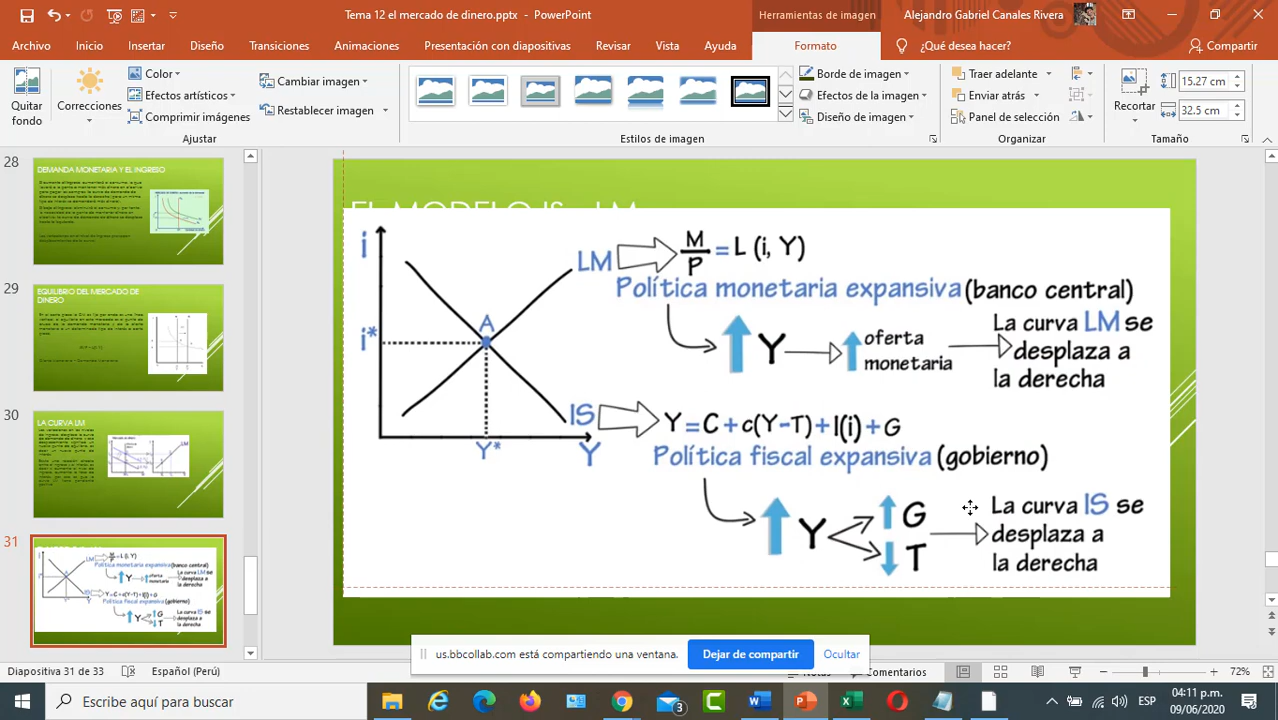 Tema 12 el mercado de dinero.pptx - PowerPoint
Herramientas de imagen
Alejandro Gabriel Canales Rivera
Archivo Inicio Insertar Diseño Transiciones Animaciones Presentación con diapositivas Revisar Vista Ayuda Formato ¿Qué desea hacer? Compartir
Quitar fondo
Correcciones
Color
Efectos artísticos
Comprimir imágenes
Cambiar imagen
Restablecer imagen
Ajustar
Estilos de imagen
Borde de imagen
Efectos de la imagen
Diseño de imagen
Traer adelante
Enviar atrás
Panel de selección
Organizar
Recortar
15.27 cm
32.5 cm
Tamaño
28
DEMANDA MONETARIA Y EL INGRESO
29
EQUILIBRIO DEL MERCADO DE
DINERO
30
LA CURVA LM
31
EL MODELO IS - LM
i
LM
M/P = L (i, Y)
Política monetaria expansiva (banco central)
A
i*
Y
oferta
monetaria
La curva LM se
desplaza a
la derecha
IS
Y = C + c(Y-T) + I(i) + G
Y*
Y
Política fiscal expansiva (gobierno)
Y
G
T
La curva IS se
desplaza a
la derecha
us.bbcollab.com está compartiendo una ventana.
Dejar de compartir
Ocultar
Diapositiva 31 de 33
Español (Perú)
Notas
Comentarios
72%
Escribe aquí para buscar
3
ESP
04:11 p.m.
09/06/2020